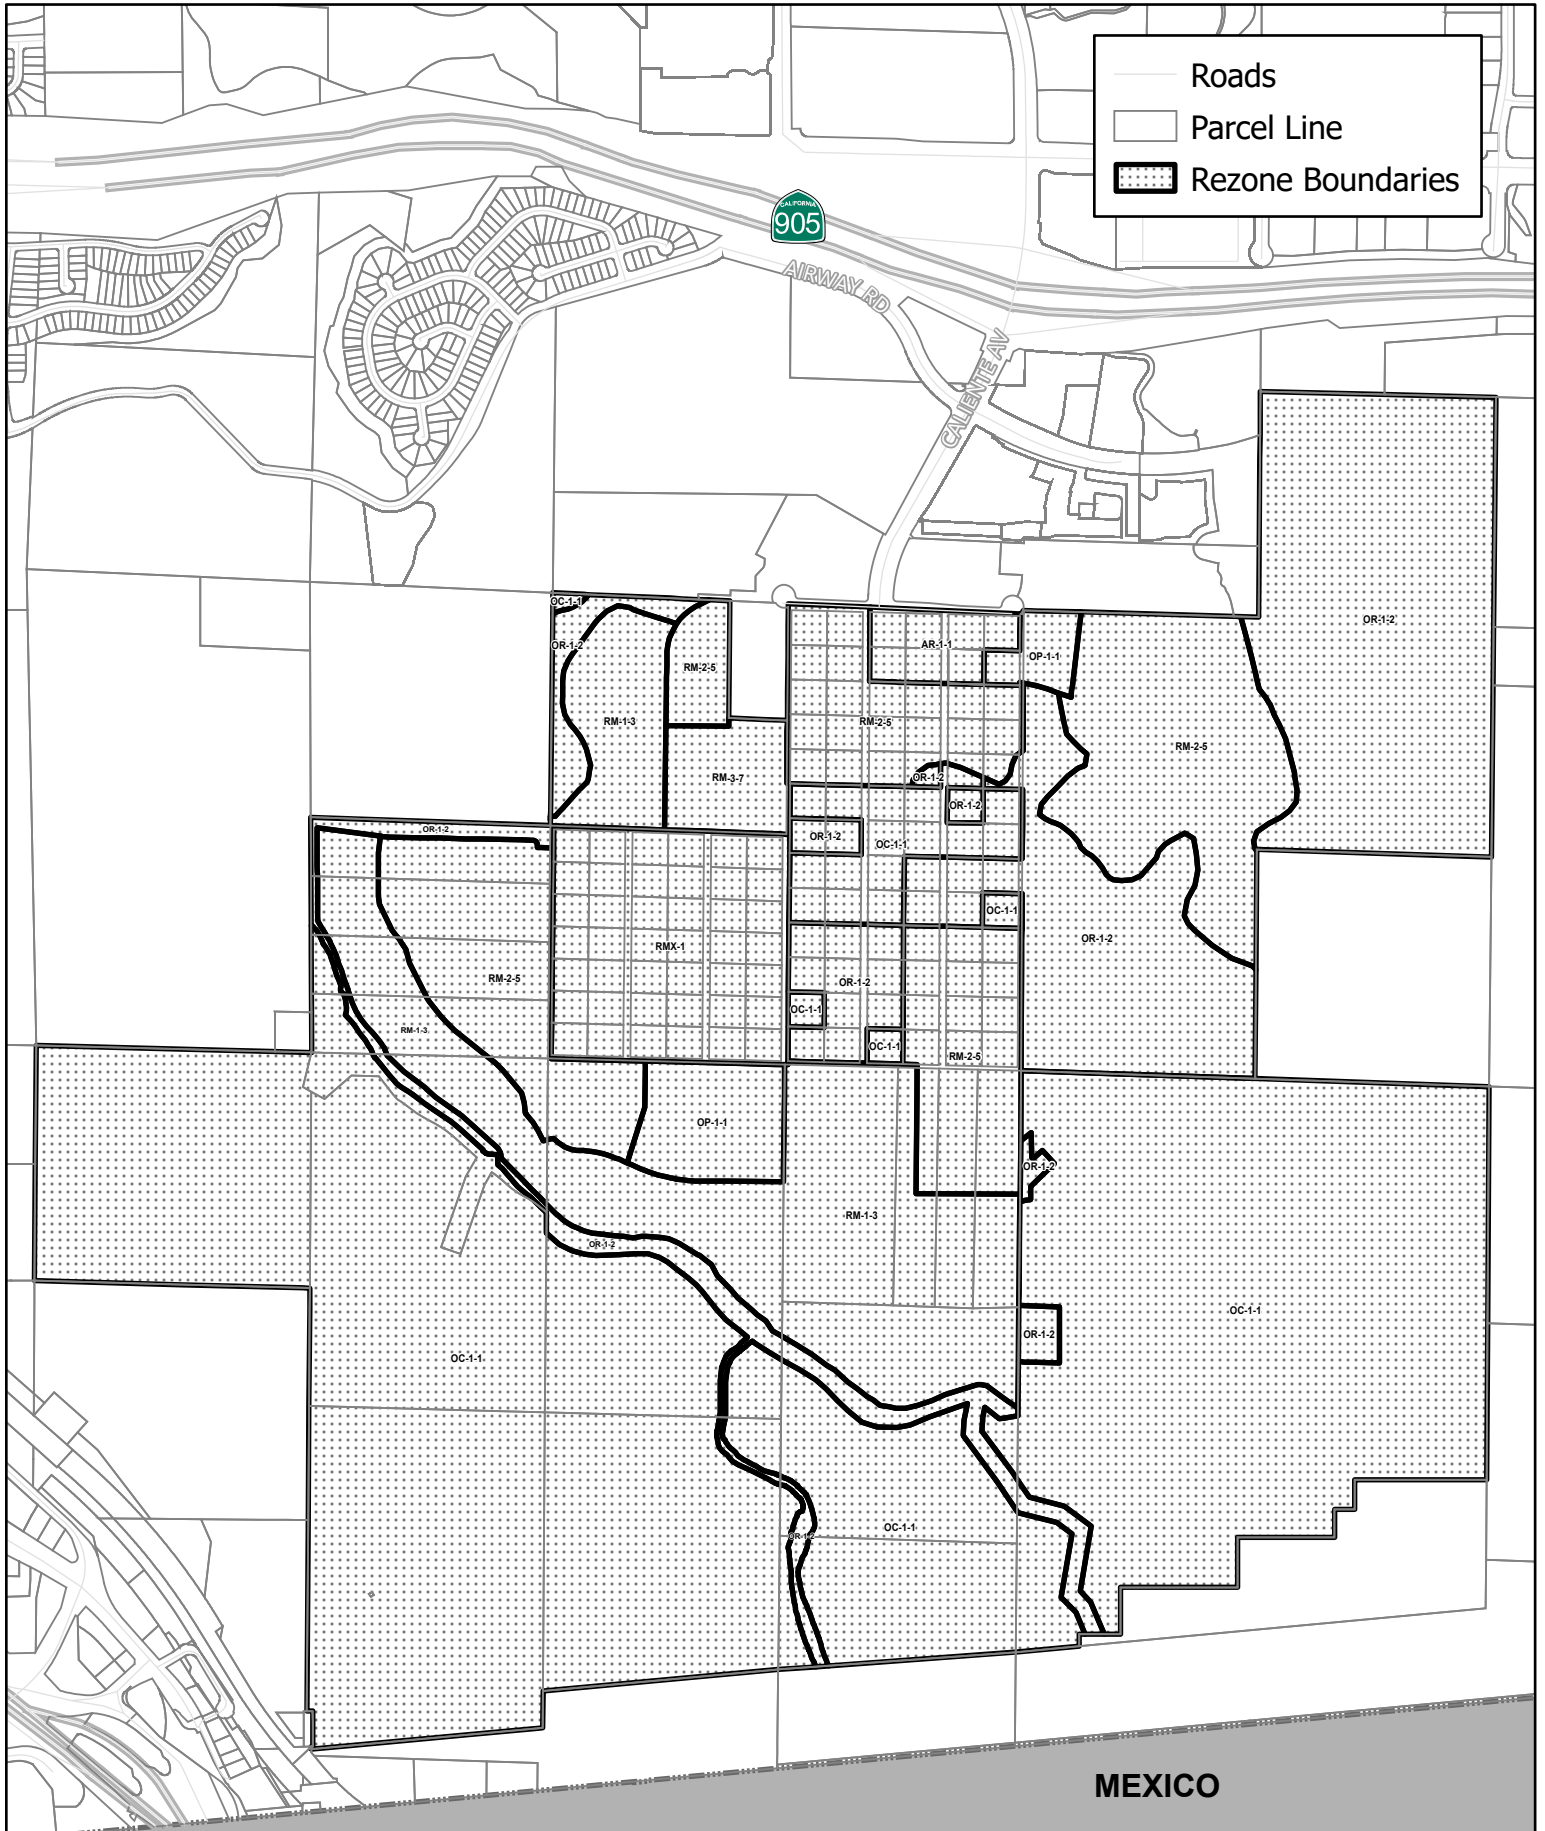 Roads
Parcel Line
Rezone Boundaries
CALIFORNIA
905
AIRWAY RD
CALIENTE AV
OC-1-1
OR-1-2
OR-1-2
AR-1-1
OP-1-1
RM-2-5
RM-1-3
RM-2-5
RM-2-5
RM-3-7
OR-1-2
OR-1-2
OR-1-2
OR-1-2
OC-1-1
OC-1-1
OR-1-2
RMX-1
RM-2-5
OR-1-2
OC-1-1
RM-1-3
OC-1-1
RM-2-5
OP-1-1
OR-1-2
RM-1-3
OR-1-2
OC-1-1
OR-1-2
OC-1-1
OC-1-1
OR-1-2
MEXICO